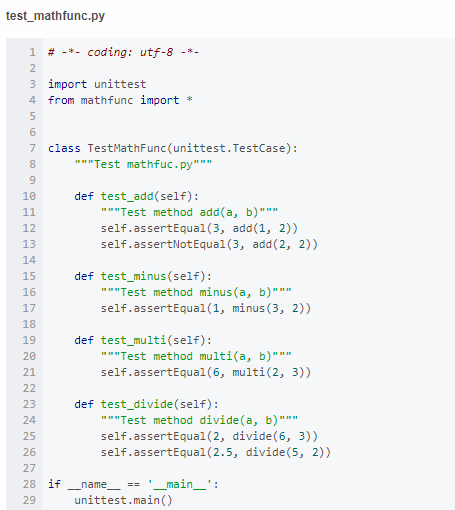 test_mathfunc.py
1 # -*- coding: utf-8 -*-
2
3 import unittest
4 from mathfunc import *
5
6
7 class TestMathFunc(unittest.TestCase):
8     """Test mathfuc.py"""
9
10     def test_add(self):
11         """Test method add(a, b)"""
12         self.assertEqual(3, add(1, 2))
13         self.assertNotEqual(3, add(2, 2))
14
15     def test_minus(self):
16         """Test method minus(a, b)"""
17         self.assertEqual(1, minus(3, 2))
18
19     def test_multi(self):
20         """Test method multi(a, b)"""
21         self.assertEqual(6, multi(2, 3))
22
23     def test_divide(self):
24         """Test method divide(a, b)"""
25         self.assertEqual(2, divide(6, 3))
26         self.assertEqual(2.5, divide(5, 2))
27
28 if __name__ == '__main__':
29     unittest.main()